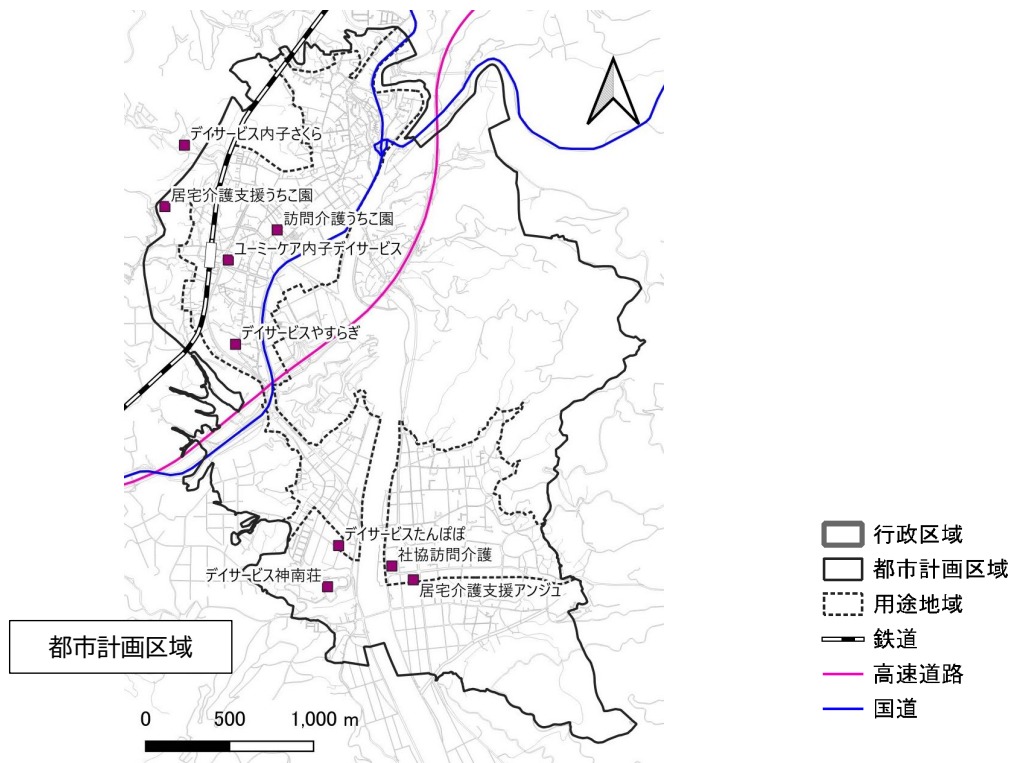 デイサービス内子さくら
居宅介護支援うちこ園
訪問介護うちこ園
ユーミーケア内子デイサービス
デイサービスやすらぎ
デイサービスたんぽぽ
社協訪問介護
デイサービス神南荘
居宅介護支援アンジュ
都市計画区域
0 500 1,000 m
行政区域
都市計画区域
用途地域
鉄道
高速道路
国道